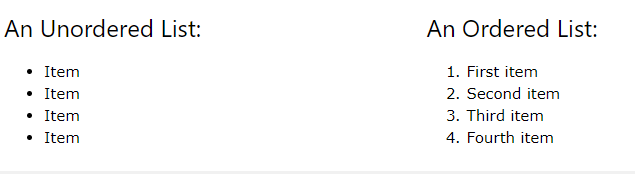 An Unordered List:
• Item
• Item
• Item
• Item
An Ordered List:
1. First item
2. Second item
3. Third item
4. Fourth item